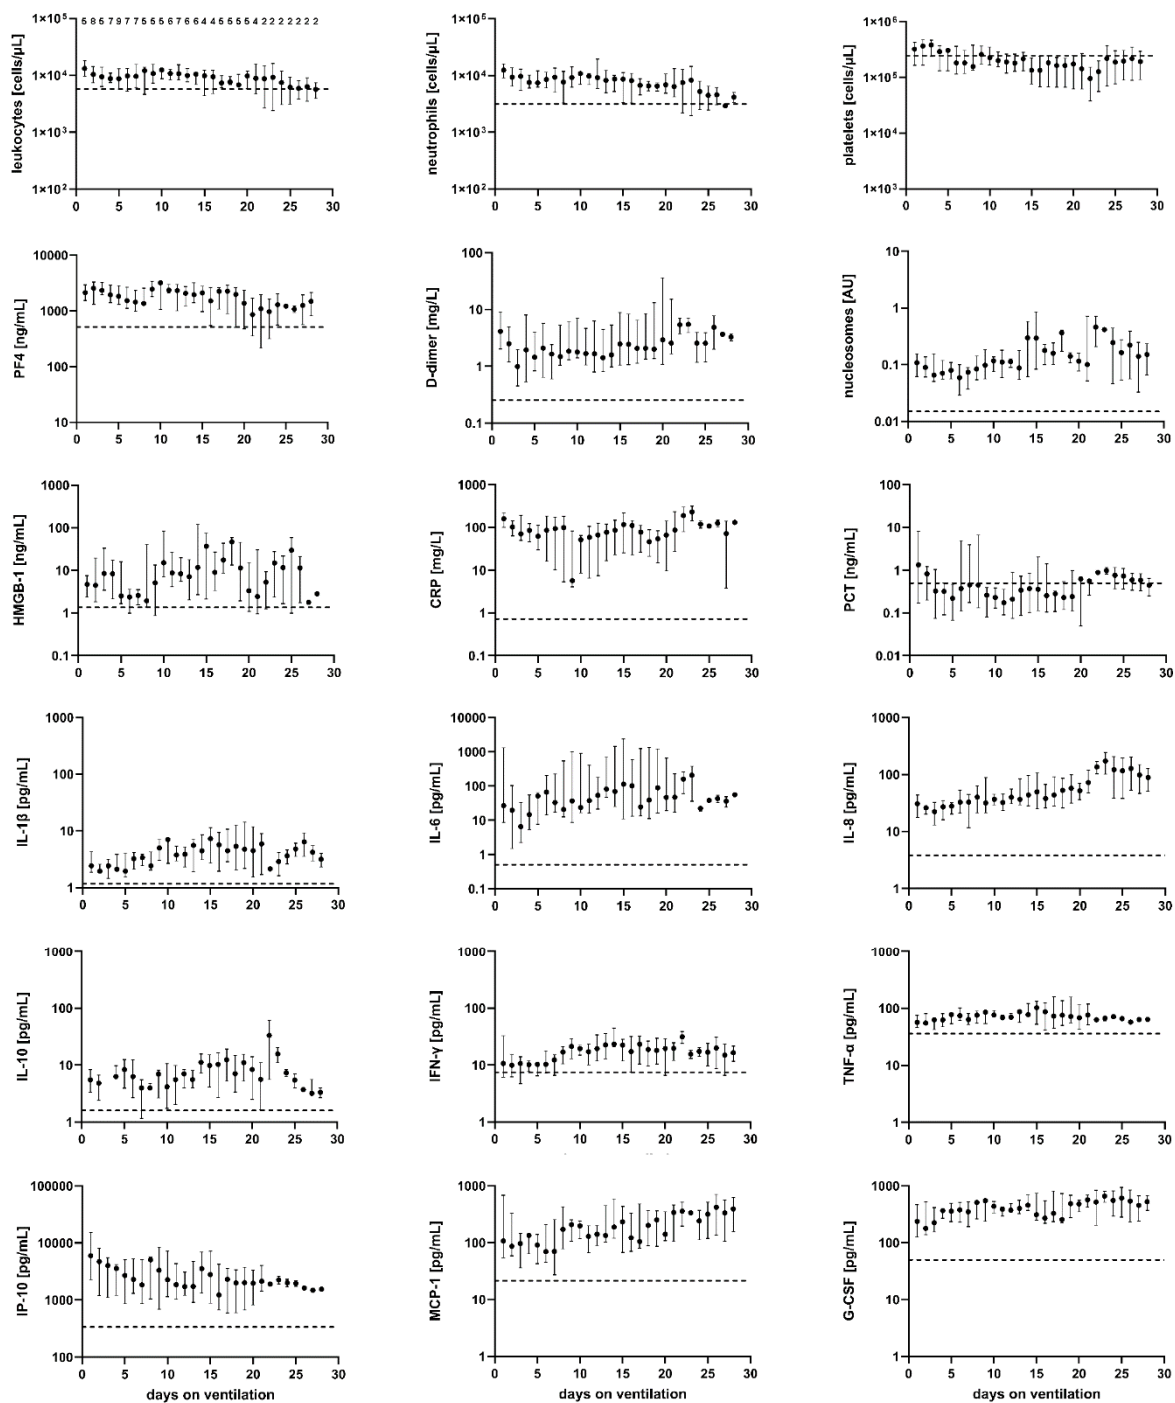 5 8 5 7 9 7 7 5 5 5 6 7 6 6 4 4 5 5 5 5 4 2 2 2 2 2 2 2
leukocytes [cells/µL]
1×10⁵
1×10⁴
1×10³
1×10²
0 5 10 15 20 25 30
neutrophils [cells/µL]
1×10⁵
1×10⁴
1×10³
1×10²
0 5 10 15 20 25 30
platelets [cells/µL]
1×10⁶
1×10⁵
1×10⁴
1×10³
0 5 10 15 20 25 30
PF4 [ng/mL]
10000
1000
100
10
0 5 10 15 20 25 30
D-dimer [mg/L]
100
10
1
0.1
0 5 10 15 20 25 30
nucleosomes [AU]
10
1
0.1
0.01
0 5 10 15 20 25 30
HMGB-1 [ng/mL]
1000
100
10
1
0.1
0 5 10 15 20 25 30
CRP [mg/L]
1000
100
10
1
0.1
0 5 10 15 20 25 30
PCT [ng/mL]
100
10
1
0.1
0.01
0 5 10 15 20 25 30
IL-1β [pg/mL]
1000
100
10
1
0 5 10 15 20 25 30
IL-6 [pg/mL]
10000
1000
100
10
1
0.1
0 5 10 15 20 25 30
IL-8 [pg/mL]
1000
100
10
1
0 5 10 15 20 25 30
IL-10 [pg/mL]
1000
100
10
1
0 5 10 15 20 25 30
IFN-γ [pg/mL]
1000
100
10
1
0 5 10 15 20 25 30
TNF-α [pg/mL]
1000
100
10
1
0 5 10 15 20 25 30
IP-10 [pg/mL]
100000
10000
1000
100
0 5 10 15 20 25 30
days on ventilation
MCP-1 [pg/mL]
1000
100
10
1
0 5 10 15 20 25 30
days on ventilation
G-CSF [pg/mL]
1000
100
10
1
0 5 10 15 20 25 30
days on ventilation